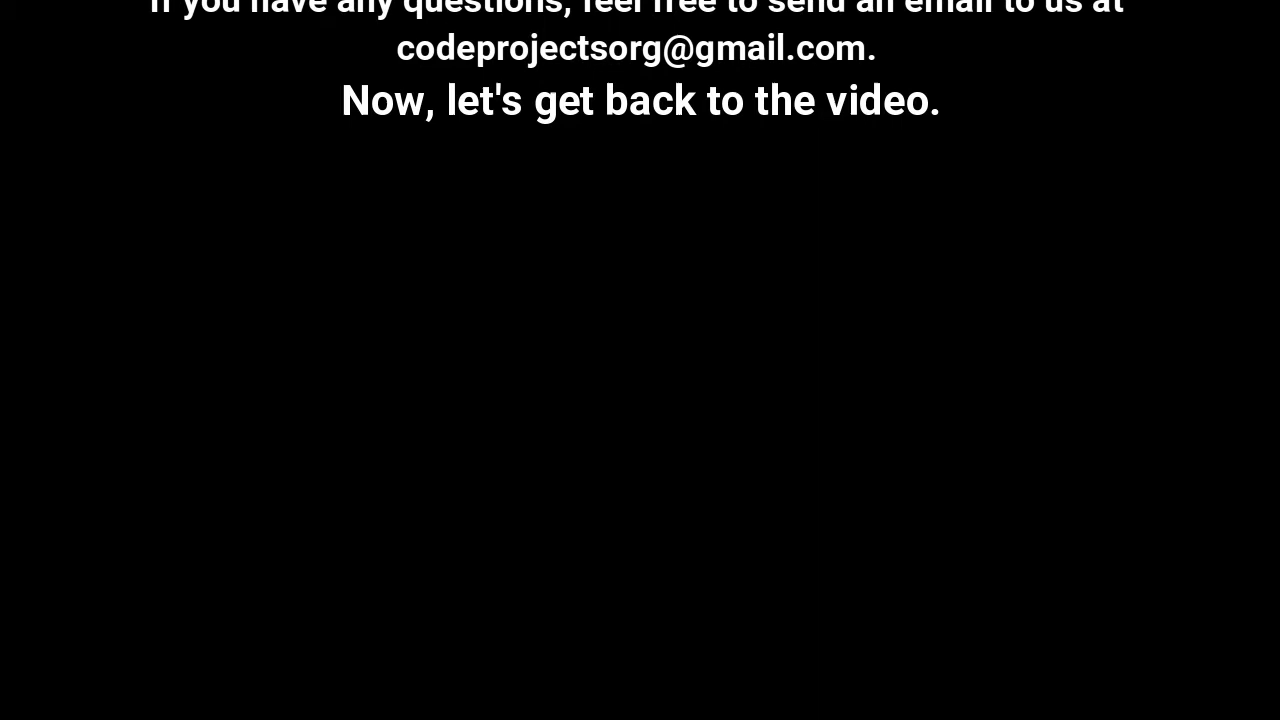 If you have any questions, feel free to send an email to us at
codeprojectsorg@gmail.com.
Now, let's get back to the video.